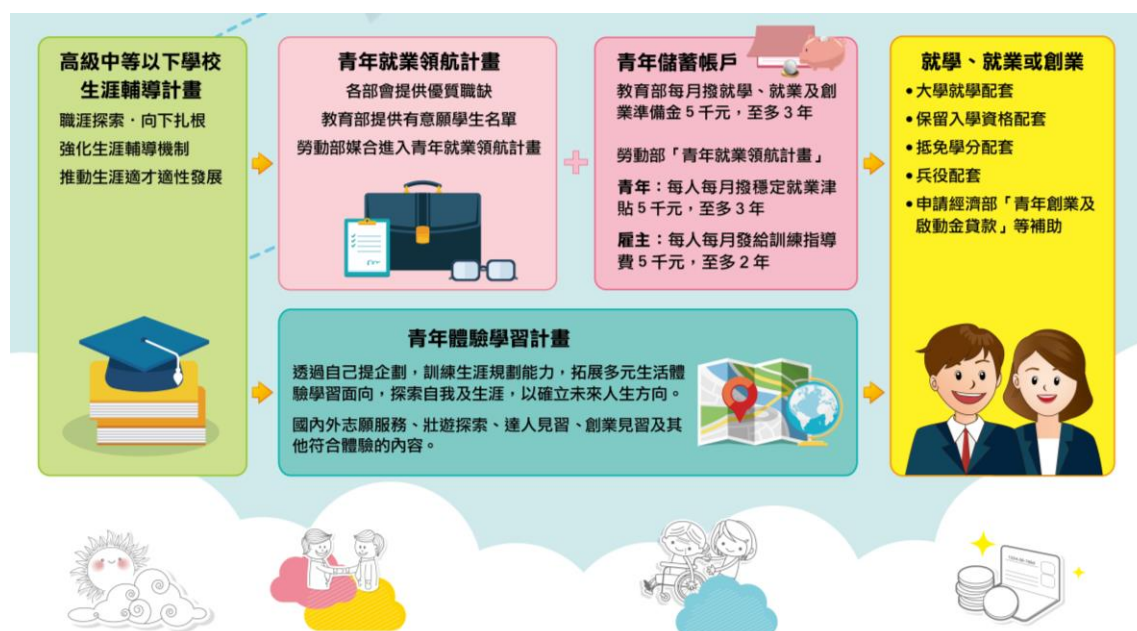 高級中等以下學校
生涯輔導計畫
職涯探索．向下扎根
強化生涯輔導機制
推動生涯適才適性發展
青年就業領航計畫
各部會提供優質職缺
教育部提供有意願學生名單
勞動部媒合進入青年就業領航計畫
青年儲蓄帳戶
教育部每月撥就學、就業及創
業準備金5千元，至多3年
勞動部「青年就業領航計畫」
青年：每人每月撥穩定就業津
貼5千元，至多3年
雇主：每人每月發給訓練指導
費5千元，至多2年
青年體驗學習計畫
透過自己提企劃，訓練生涯規劃能力，拓展多元生活體
驗學習面向，探索自我及生涯，以確立未來人生方向。
國內外志願服務、壯遊探索、達人見習、創業見習及其
他符合體驗的內容。
就學、就業或創業
•大學就學配套
•保留入學資格配套
•抵免學分配套
•兵役配套
•申請經濟部「青年創業及
啟動金貸款」等補助